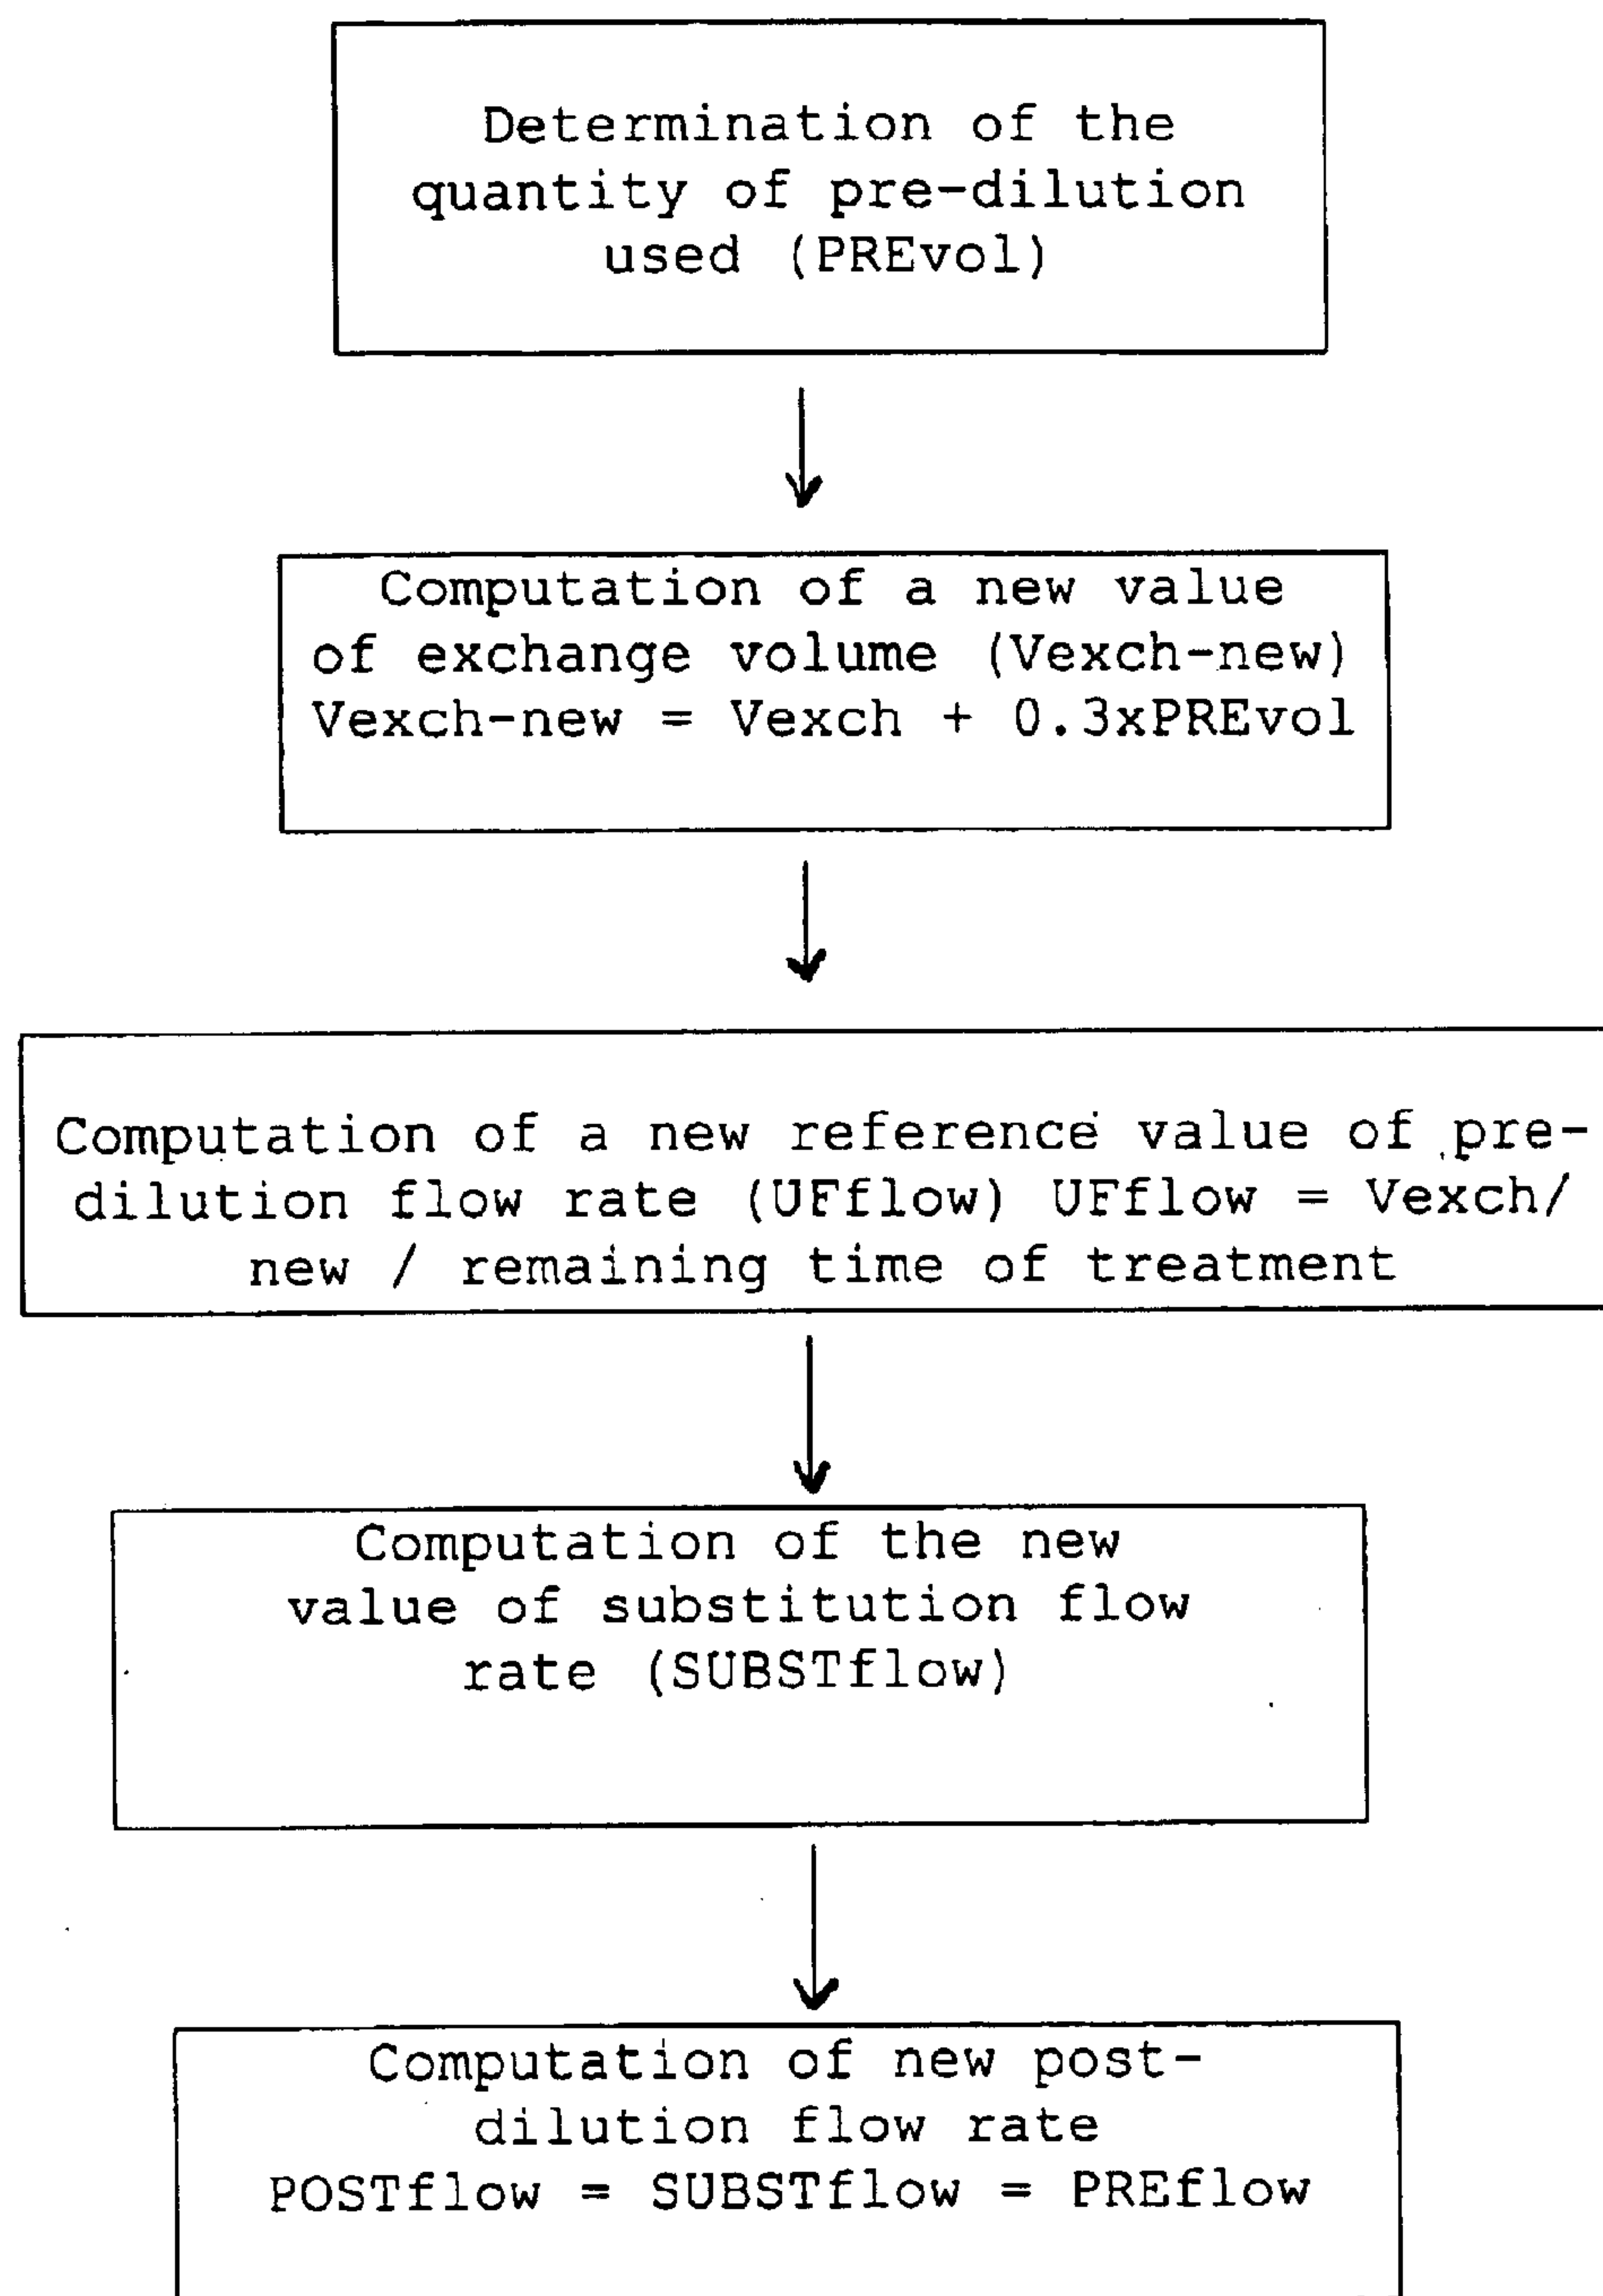 Determination of the
quantity of pre-dilution
used (PREvol)
Computation of a new value
of exchange volume (Vexch-new)
Vexch-new = Vexch + 0.3xPREvol
Computation of a new reference value of pre-
dilution flow rate (UFflow) UFflow = Vexch/
new / remaining time of treatment
Computation of the new
value of substitution flow
rate (SUBSTflow)
Computation of new post-
dilution flow rate
POSTflow = SUBSTflow = PREflow